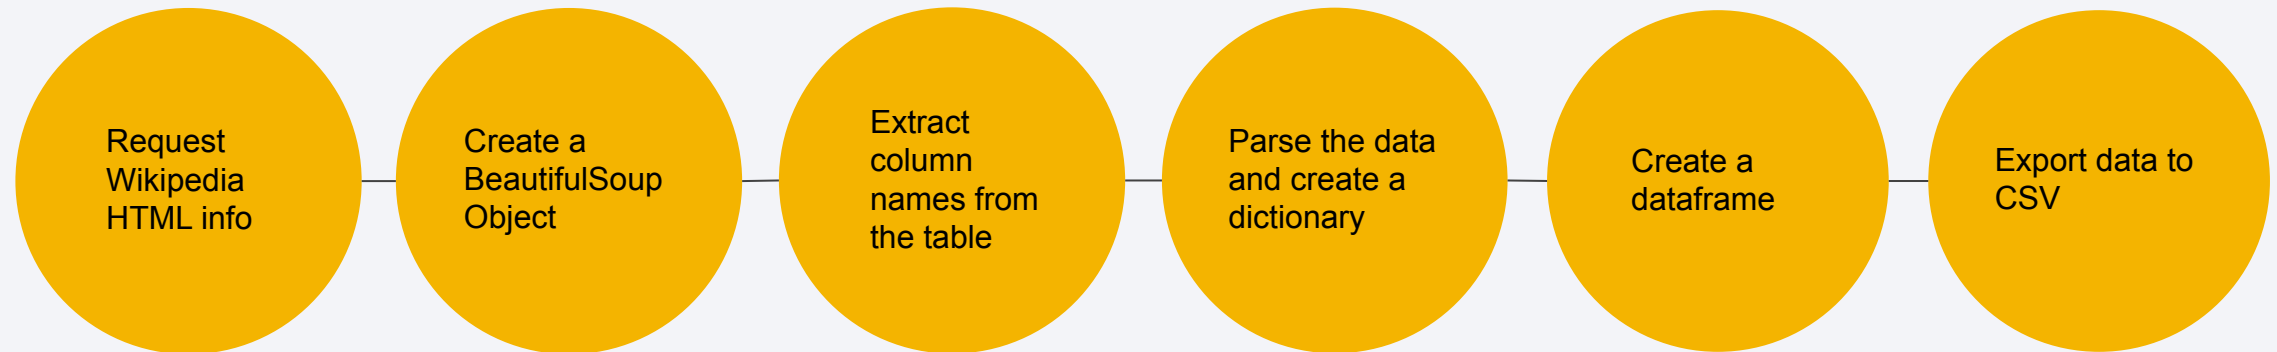 Request
Wikipedia
HTML info
Create a
BeautifulSoup
Object
Extract
column
names from
the table
Parse the data
and create a
dictionary
Create a
dataframe
Export data to
CSV